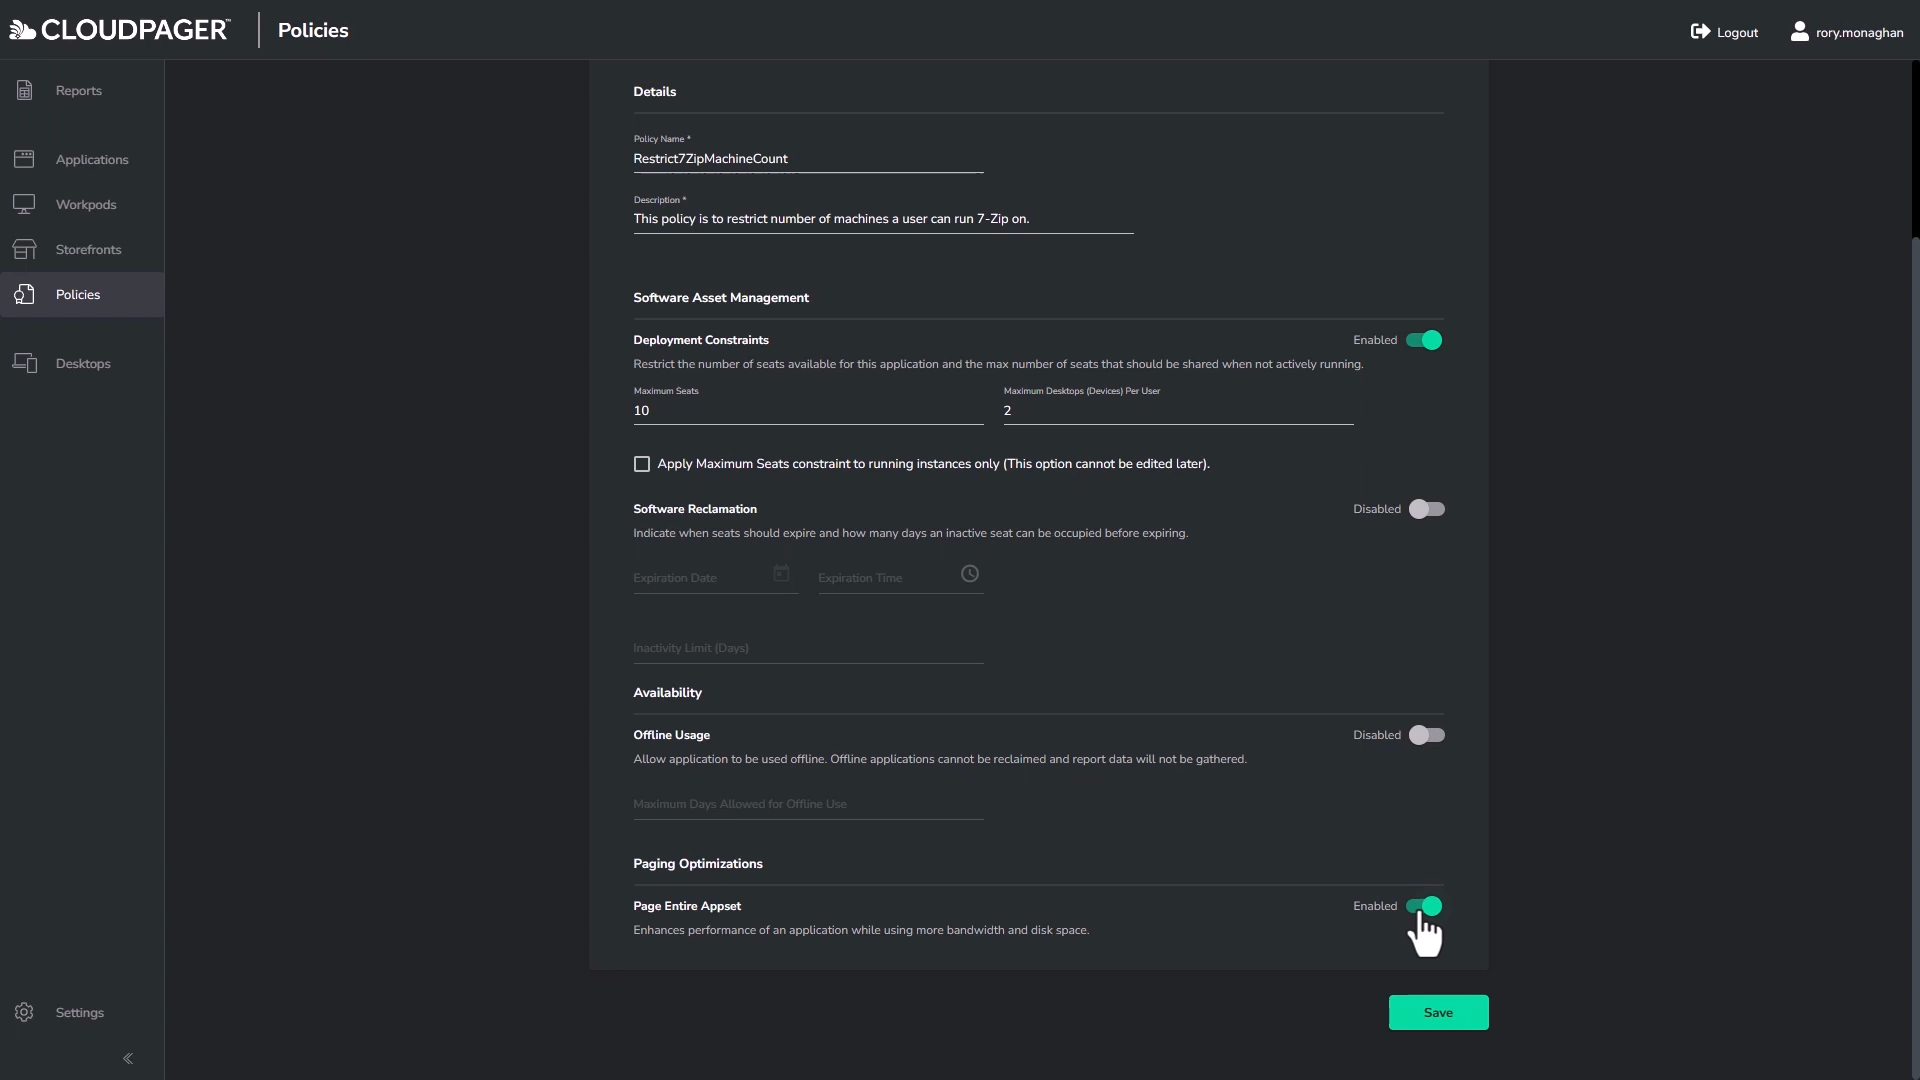 CLOUDPAGER™
Policies
Logout
rory.monaghan
Reports
Applications
Workpods
Storefronts
Policies
Desktops
Settings
Details
Policy Name *
Restrict7ZipMachineCount
Description *
This policy is to restrict number of machines a user can run 7-Zip on.
Software Asset Management
Deployment Constraints
Enabled
Restrict the number of seats available for this application and the max number of seats that should be shared when not actively running.
Maximum Seats
10
Maximum Desktops (Devices) Per User
2
Apply Maximum Seats constraint to running instances only (This option cannot be edited later).
Software Reclamation
Disabled
Indicate when seats should expire and how many days an inactive seat can be occupied before expiring.
Expiration Date
Expiration Time
Inactivity Limit (Days)
Availability
Offline Usage
Disabled
Allow application to be used offline. Offline applications cannot be reclaimed and report data will not be gathered.
Maximum Days Allowed for Offline Use
Paging Optimizations
Page Entire Appset
Enabled
Enhances performance of an application while using more bandwidth and disk space.
Save